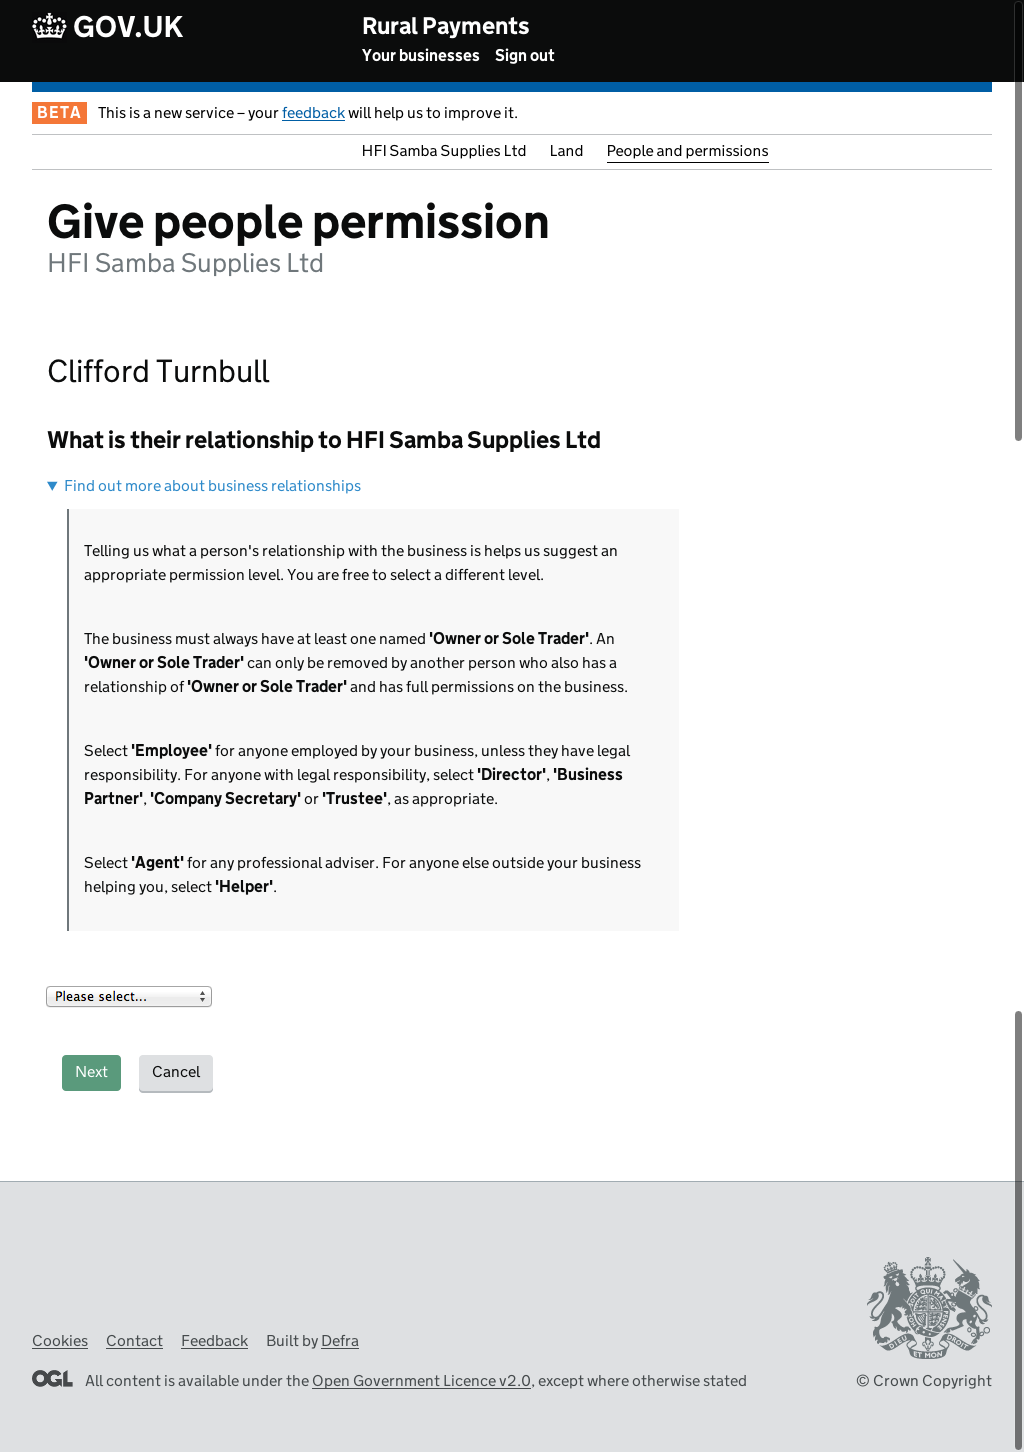 GOV.UK
Rural Payments
Your businesses Sign out
BETA This is a new service – your feedback will help us to improve it.
HFI Samba Supplies Ltd Land People and permissions
Give people permission
HFI Samba Supplies Ltd
Clifford Turnbull
What is their relationship to HFI Samba Supplies Ltd
Find out more about business relationships
Telling us what a person's relationship with the business is helps us suggest an
appropriate permission level. You are free to select a different level.
The business must always have at least one named 'Owner or Sole Trader'. An
'Owner or Sole Trader' can only be removed by another person who also has a
relationship of 'Owner or Sole Trader' and has full permissions on the business.
Select 'Employee' for anyone employed by your business, unless they have legal
responsibility. For anyone with legal responsibility, select 'Director', 'Business
Partner', 'Company Secretary' or 'Trustee', as appropriate.
Select 'Agent' for any professional adviser. For anyone else outside your business
helping you, select 'Helper'.
Please select...
Next Cancel
Cookies Contact Feedback Built by Defra
OGL All content is available under the Open Government Licence v2.0, except where otherwise stated
© Crown Copyright